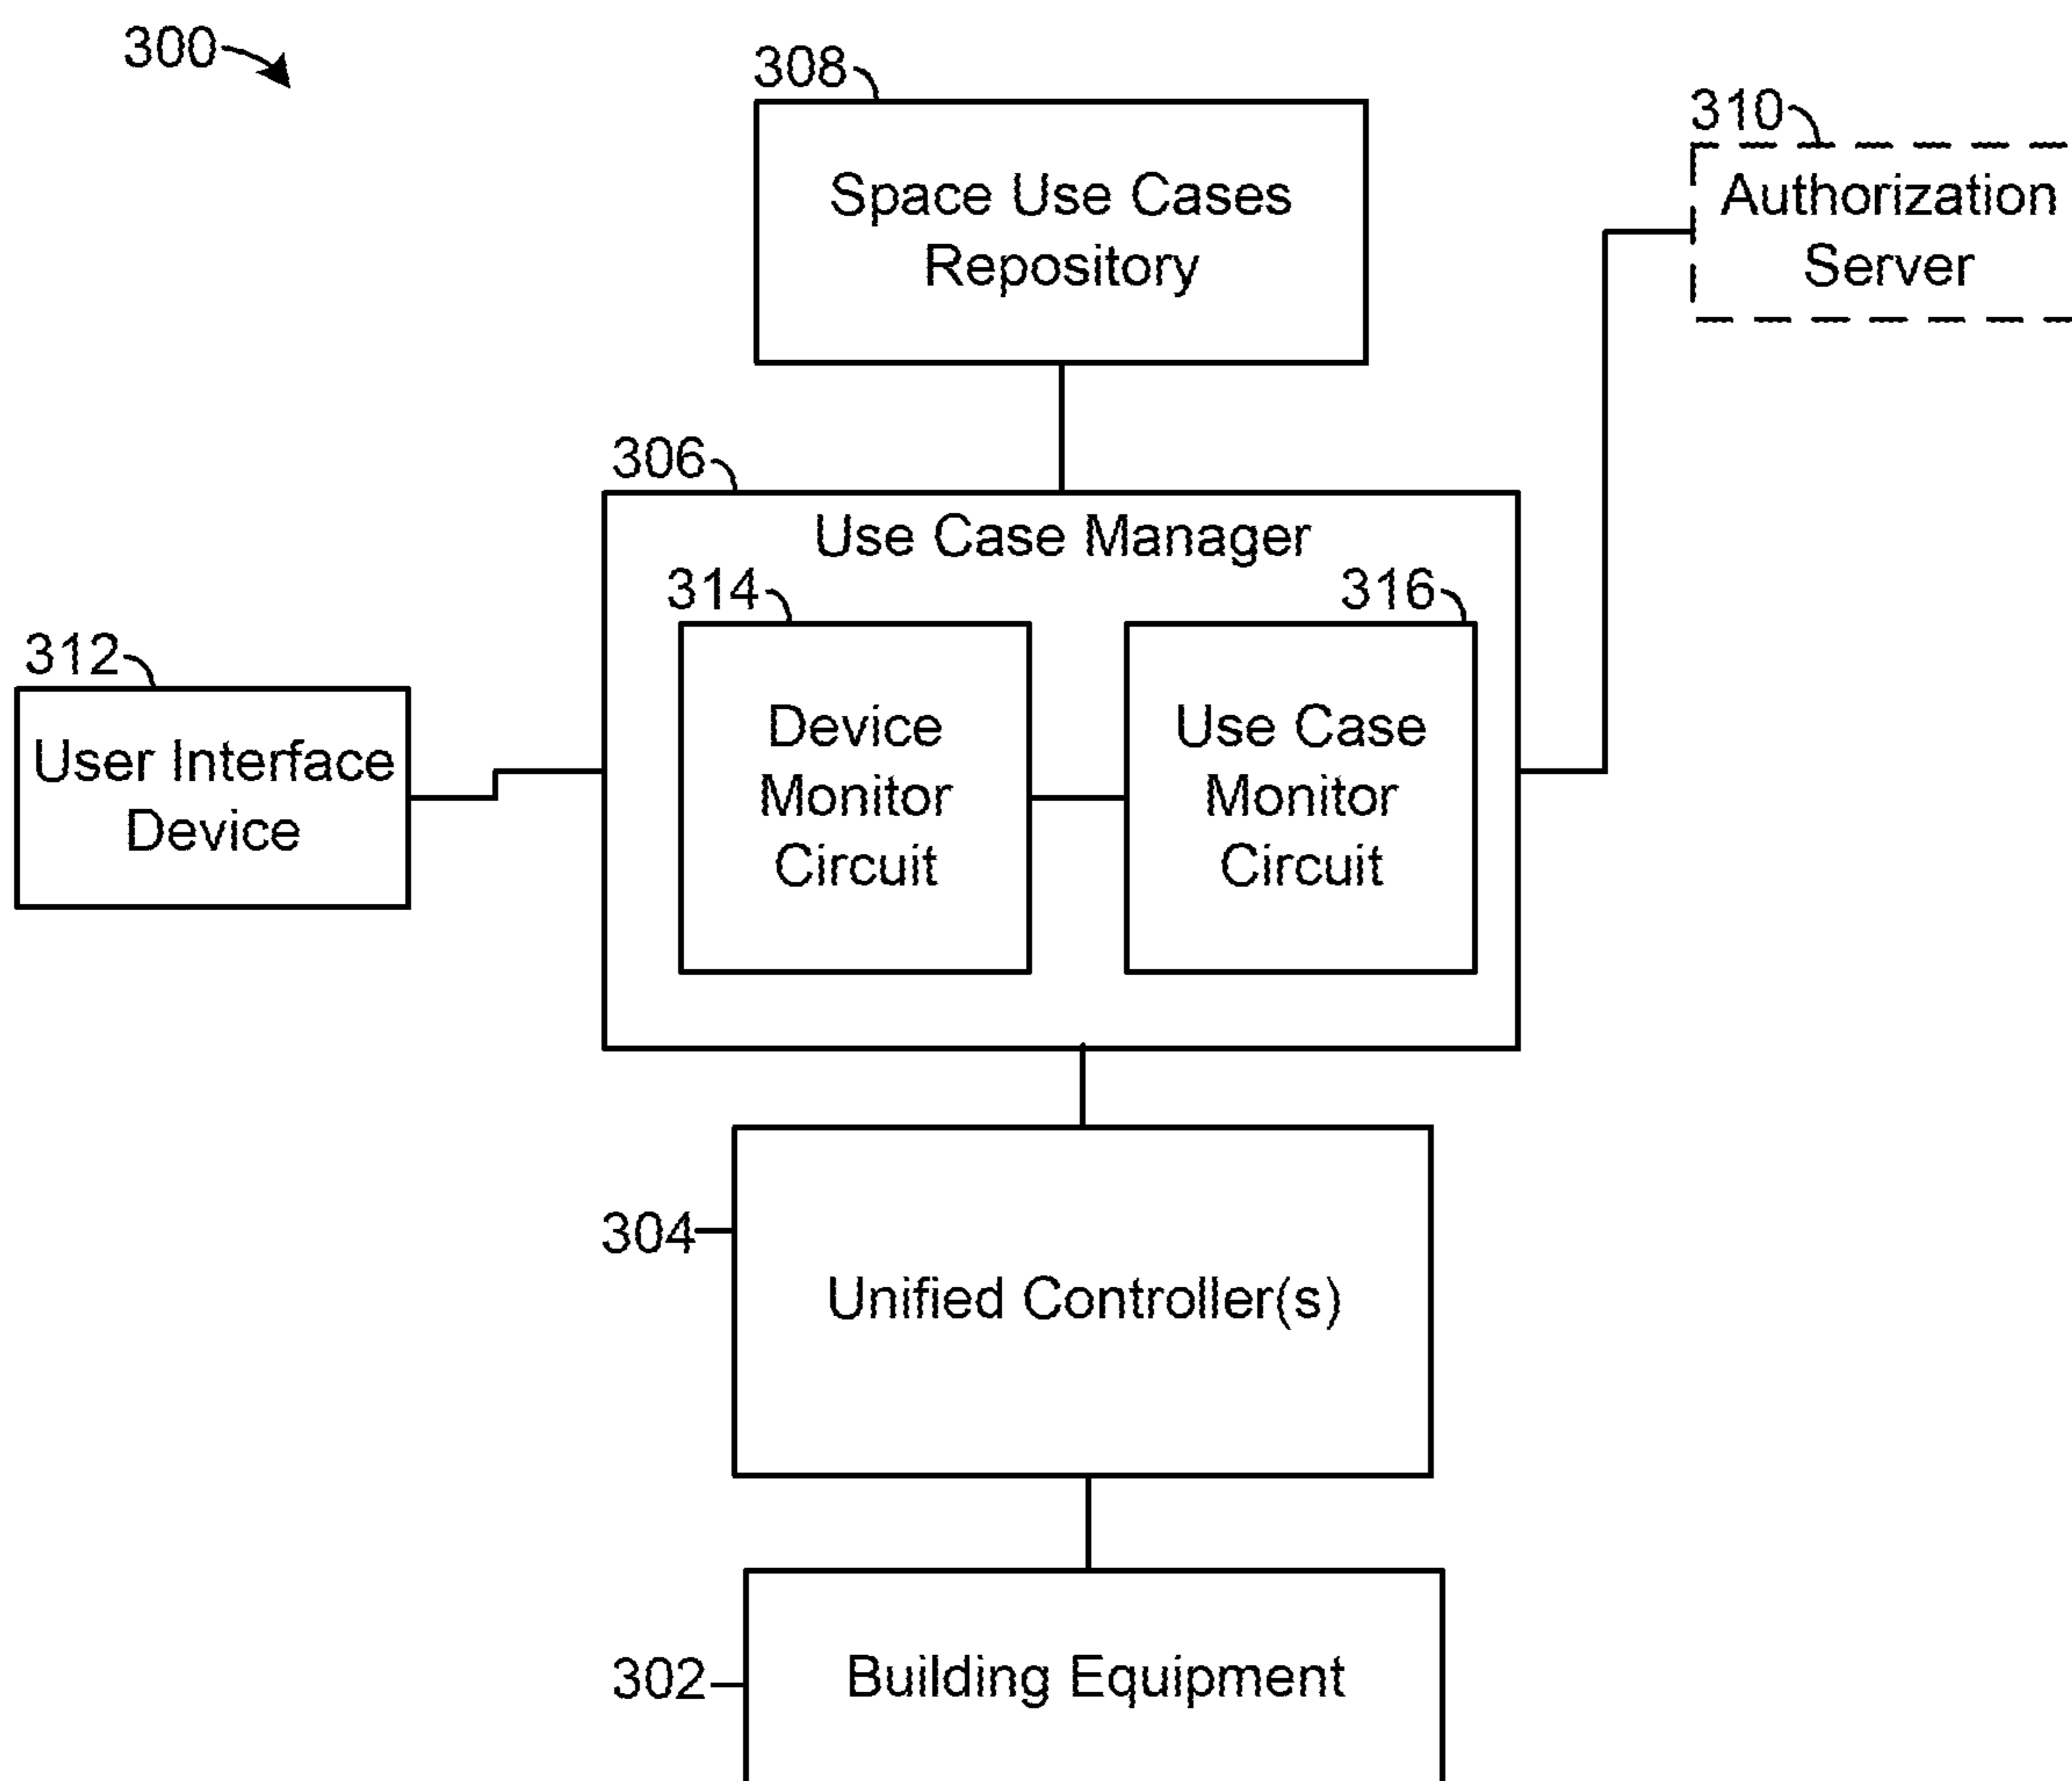 300
308
Space Use Cases
Repository
310
Authorization
Server
306
Use Case Manager
314
316
Device
Monitor
Circuit
Use Case
Monitor
Circuit
312
User Interface
Device
304
Unified Controller(s)
302
Building Equipment